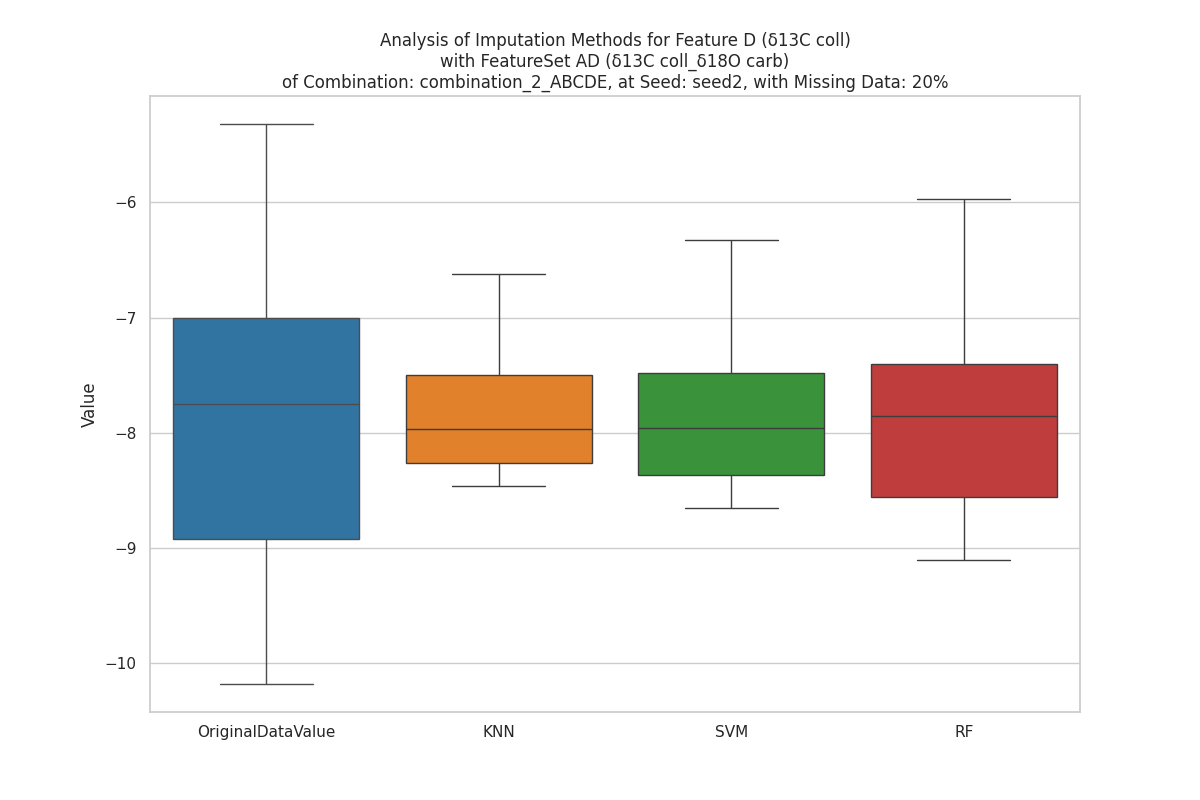 Analysis of Imputation Methods for Feature D (δ13C coll)
with FeatureSet AD (δ13C coll_δ18O carb)
of Combination: combination_2_ABCDE, at Seed: seed2, with Missing Data: 20%
Value
−6
−7
−8
−9
−10
OriginalDataValue
KNN
SVM
RF